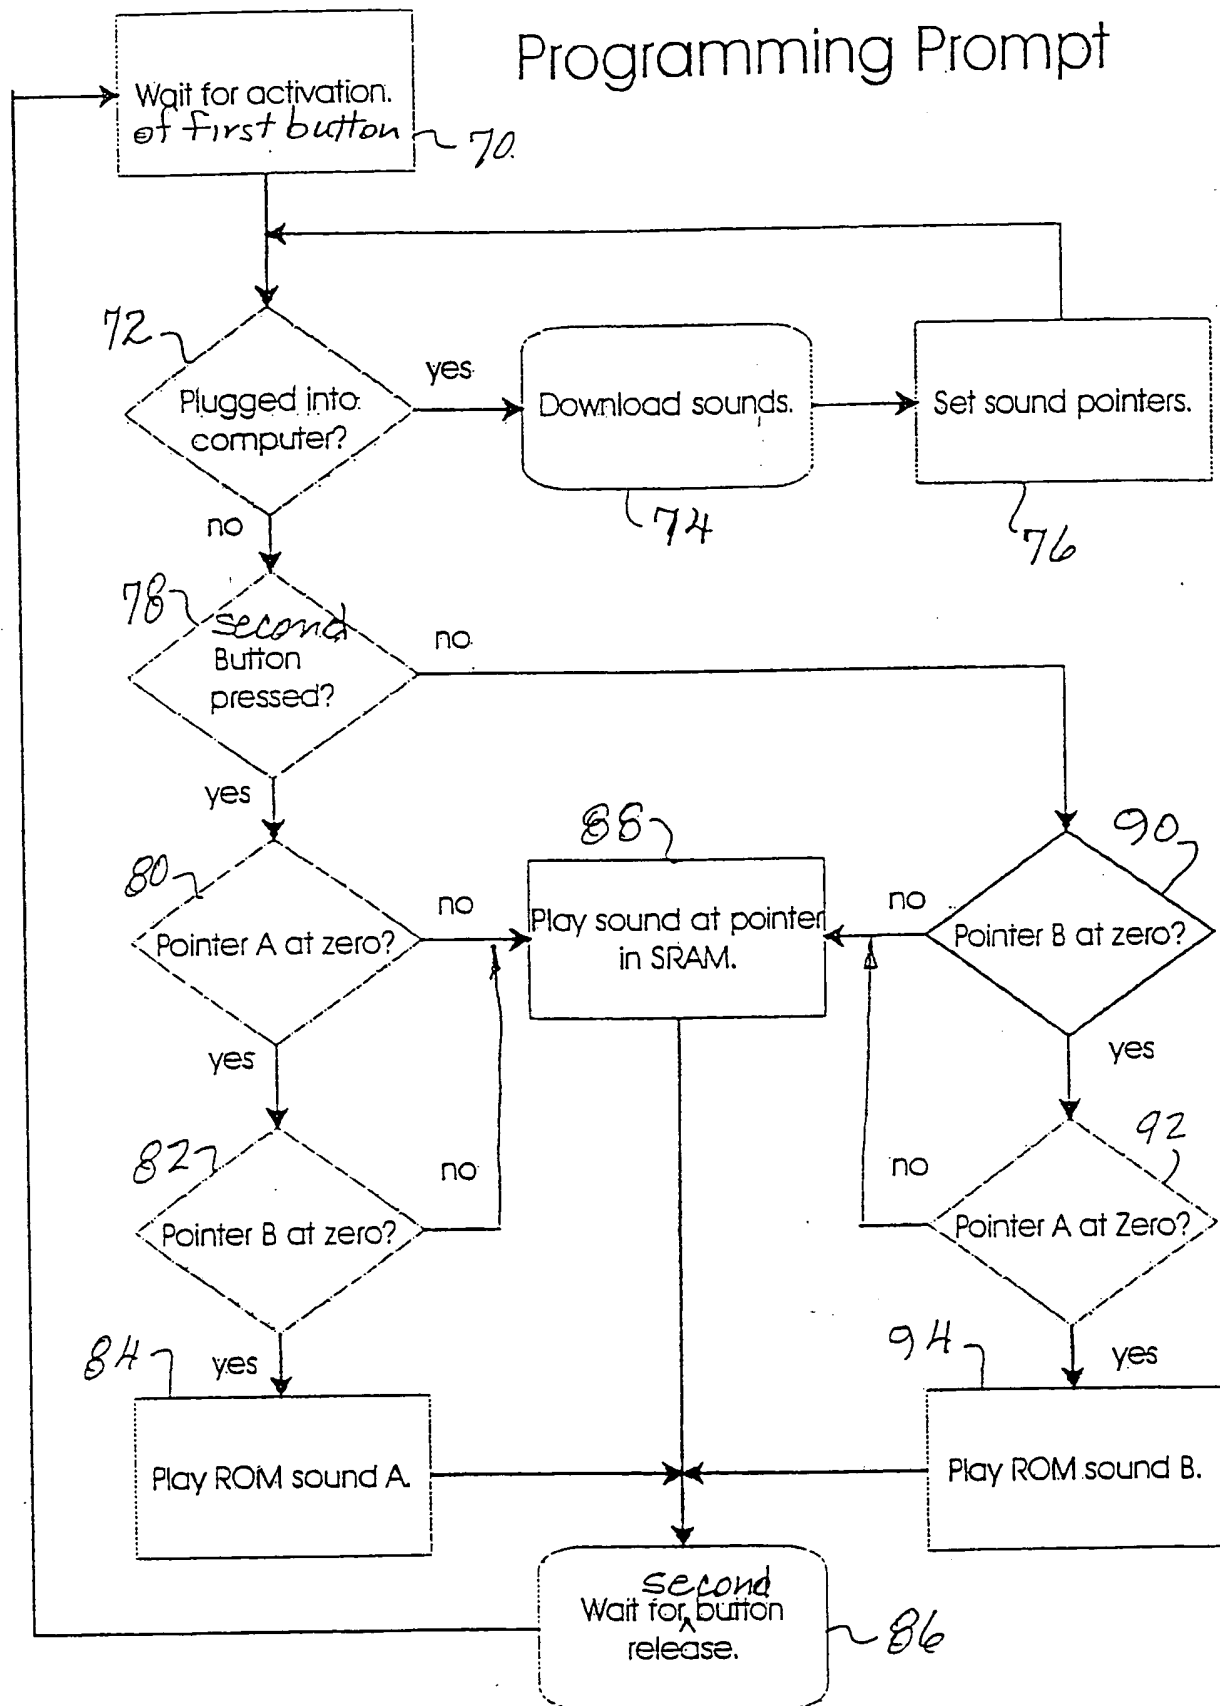 Programming Prompt
Wait for activation.
of first button
70
72
Plugged into
computer?
yes
no
Download sounds.
74
Set sound pointers.
76
78
second
Button
pressed?
no
yes
80
Pointer A at zero?
no
yes
88
Play sound at pointer
in SRAM.
90
Pointer B at zero?
no
yes
82
Pointer B at zero?
no
yes
92
Pointer A at Zero?
no
yes
84
Play ROM sound A.
94
Play ROM sound B.
second
Wait for button
release.
86